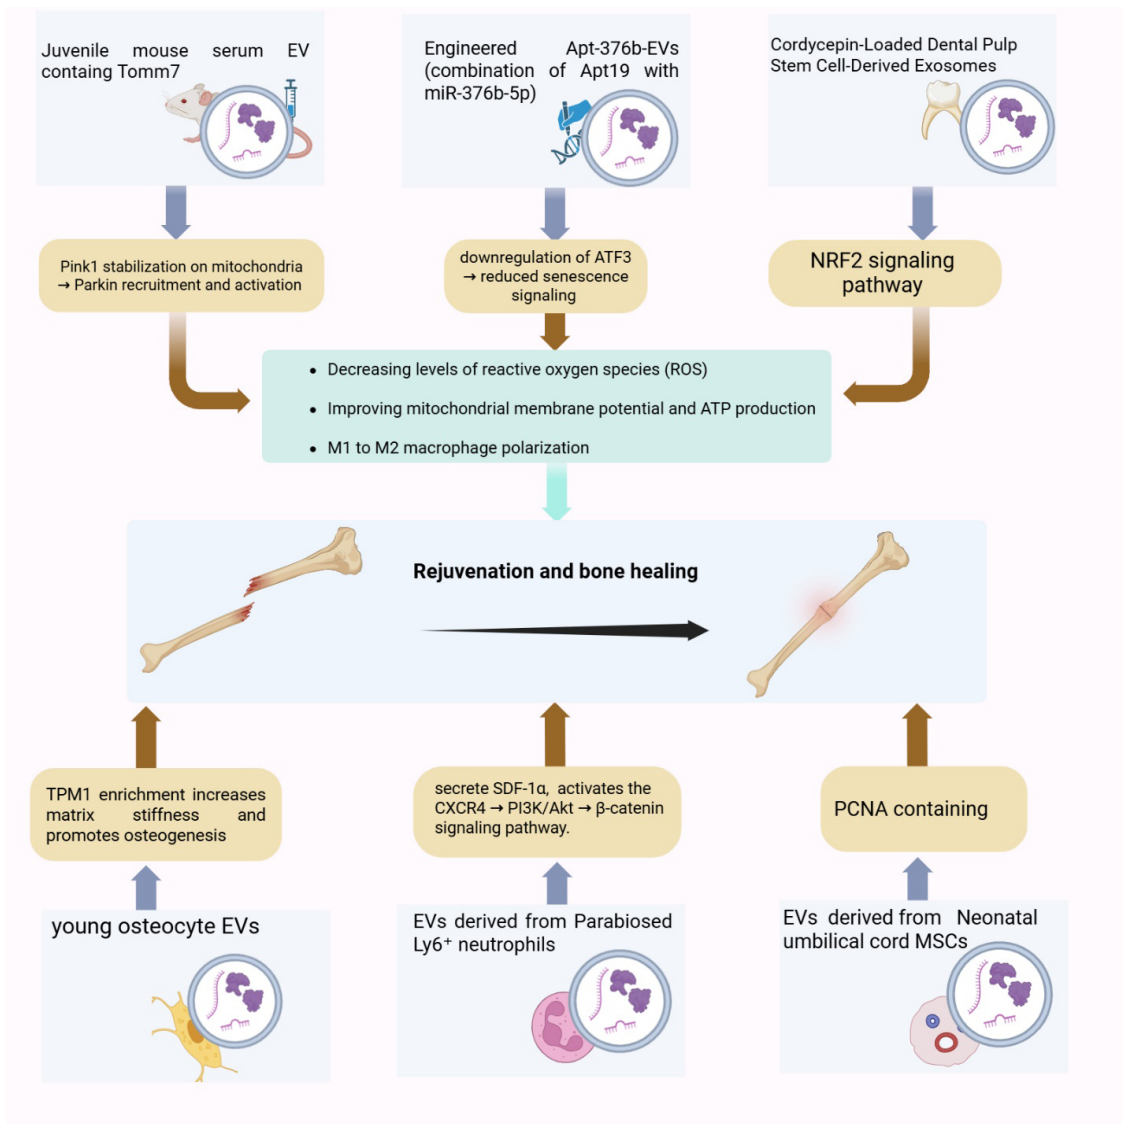 Juvenile mouse serum EV
containg Tomm7
Engineered Apt-376b-EVs
(combination of Apt19 with
miR-376b-5p)
Cordycepin-Loaded Dental Pulp
Stem Cell-Derived Exosomes
Pink1 stabilization on mitochondria
→ Parkin recruitment and activation
downregulation of ATF3
→ reduced senescence
signaling
NRF2 signaling
pathway
• Decreasing levels of reactive oxygen species (ROS)
• Improving mitochondrial membrane potential and ATP production
• M1 to M2 macrophage polarization
Rejuvenation and bone healing
TPM1 enrichment increases
matrix stiffness and
promotes osteogenesis
secrete SDF-1α, activates the
CXCR4 → PI3K/Akt → β-catenin
signaling pathway.
PCNA containing
young osteocyte EVs
EVs derived from Parabiosed
Ly6⁺ neutrophils
EVs derived from Neonatal
umbilical cord MSCs